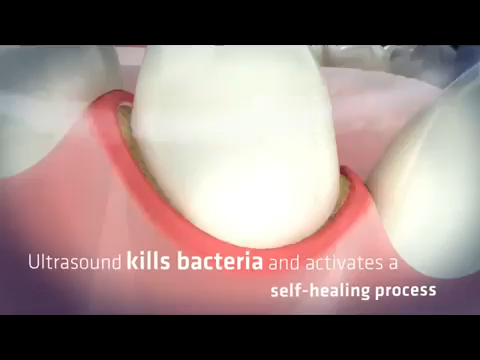 Ultrasound kills bacteria and activates a
self-healing process